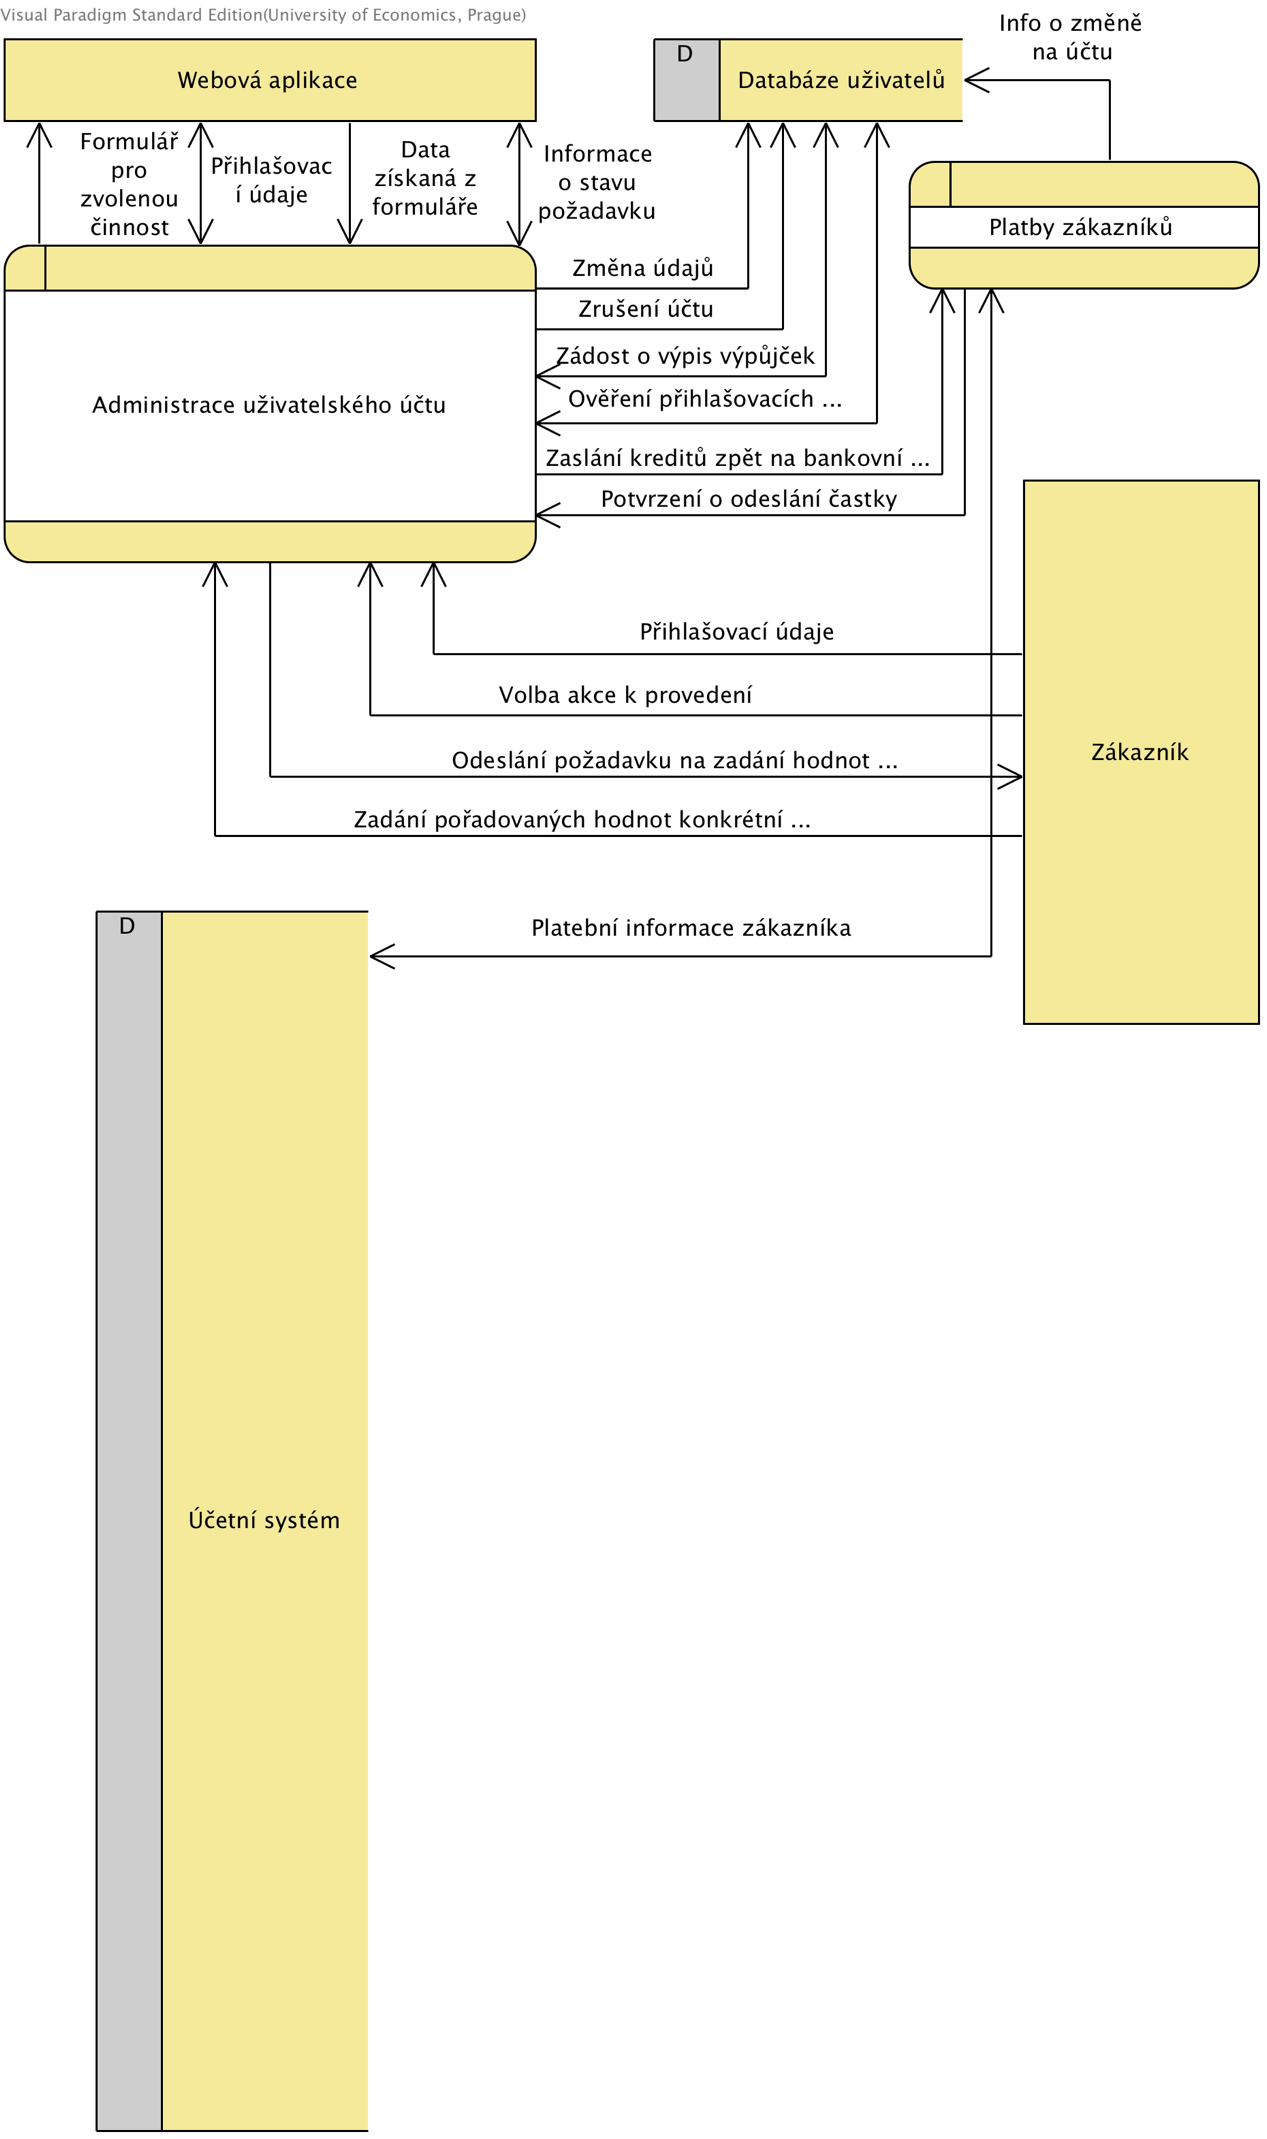 Visual Paradigm Standard Edition(University of Economics, Prague)
Info o změně
na účtu
Webová aplikace
D
Databáze uživatelů
Formulář
pro
zvolenou
činnost
Přihlašovac
í údaje
Data
získaná z
formuláře
Informace
o stavu
požadavku
Platby zákazníků
Změna údajů
Zrušení účtu
Zádost o výpis výpůjček
Ověření přihlašovacích ...
Administrace uživatelského účtu
Zaslání kreditů zpět na bankovní ...
Potvrzení o odeslání častky
Přihlašovací údaje
Volba akce k provedení
Zákazník
Odeslání požadavku na zadání hodnot ...
Zadání pořadovaných hodnot konkrétní ...
D
Platební informace zákazníka
Účetní systém